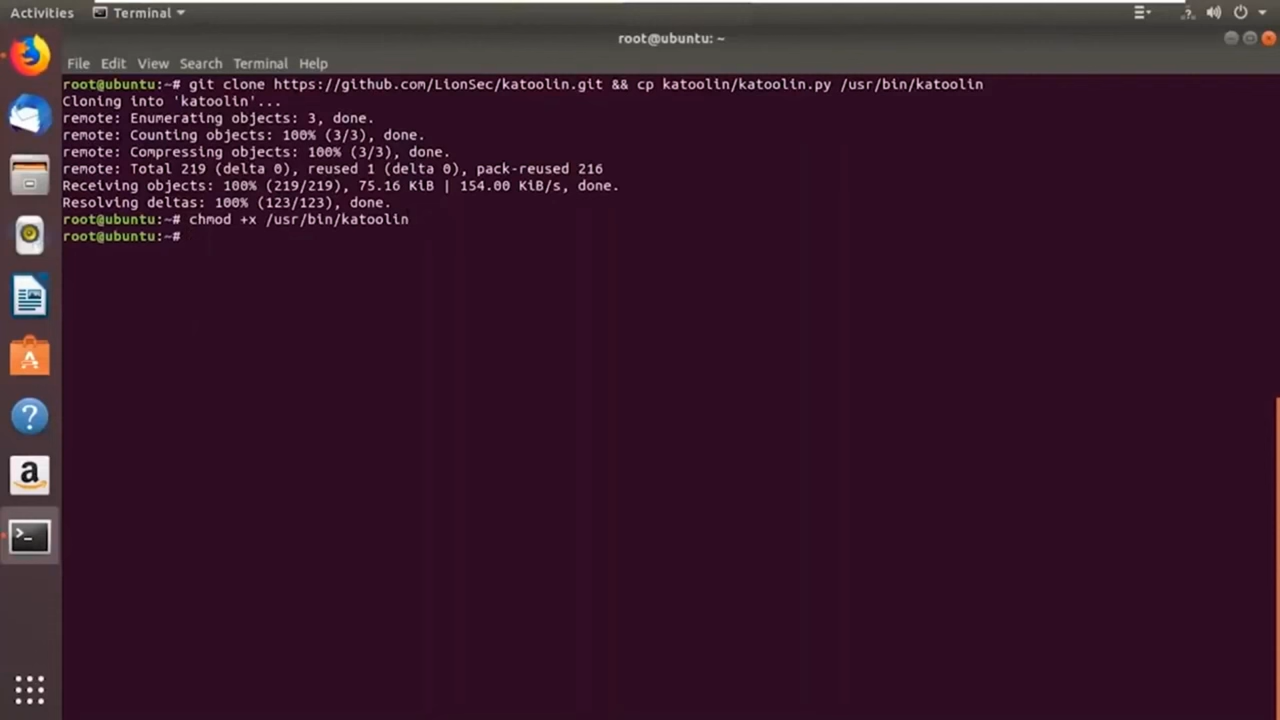 Activities Terminal
root@ubuntu: ~
File Edit View Search Terminal Help
root@ubuntu:~# git clone https://github.com/LionSec/katoolin.git && cp katoolin/katoolin.py /usr/bin/katoolin
Cloning into 'katoolin'...
remote: Enumerating objects: 3, done.
remote: Counting objects: 100% (3/3), done.
remote: Compressing objects: 100% (3/3), done.
remote: Total 219 (delta 0), reused 1 (delta 0), pack-reused 216
Receiving objects: 100% (219/219), 75.16 KiB | 154.00 KiB/s, done.
Resolving deltas: 100% (123/123), done.
root@ubuntu:~# chmod +x /usr/bin/katoolin
root@ubuntu:~#